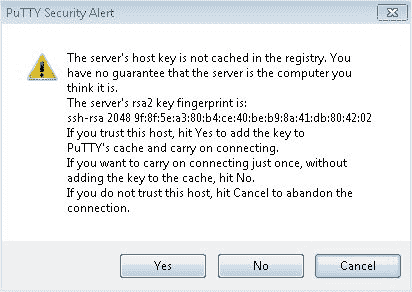 PuTTY Security Alert
The server's host key is not cached in the registry. You
have no guarantee that the server is the computer you
think it is.
The server's rsa2 key fingerprint is:
ssh-rsa 2048 9f:8f:5e:a3:80:b4:ce:40:be:b9:8a:41:db:80:42:02
If you trust this host, hit Yes to add the key to
PuTTY's cache and carry on connecting.
If you want to carry on connecting just once, without
adding the key to the cache, hit No.
If you do not trust this host, hit Cancel to abandon the
connection.
Yes No Cancel